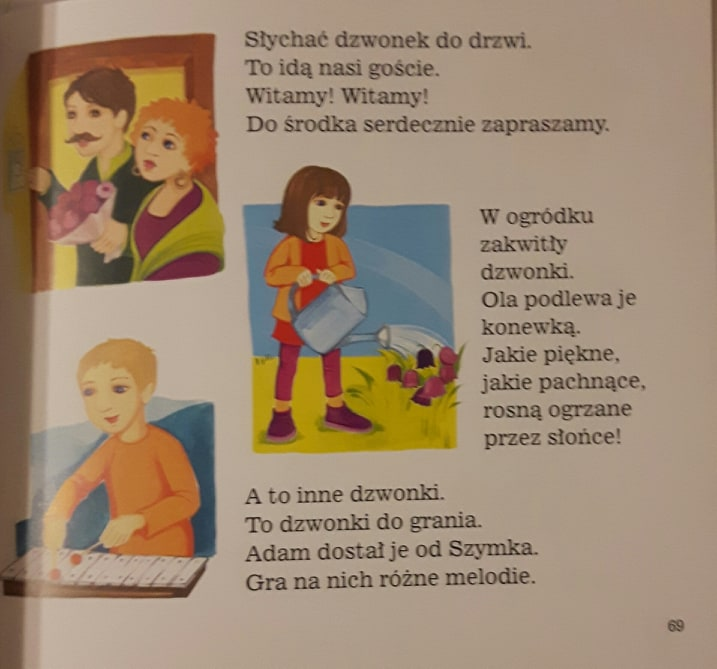 Słychać dzwonek do drzwi.
To idą nasi goście.
Witamy! Witamy!
Do środka serdecznie zapraszamy.
W ogródku
zakwitły
dzwonki.
Ola podlewa je
konewką.
Jakie piękne,
jakie pachnące,
rosną ogrzane
przez słońce!
A to inne dzwonki.
To dzwonki do grania.
Adam dostał je od Szymka.
Gra na nich różne melodie.
69